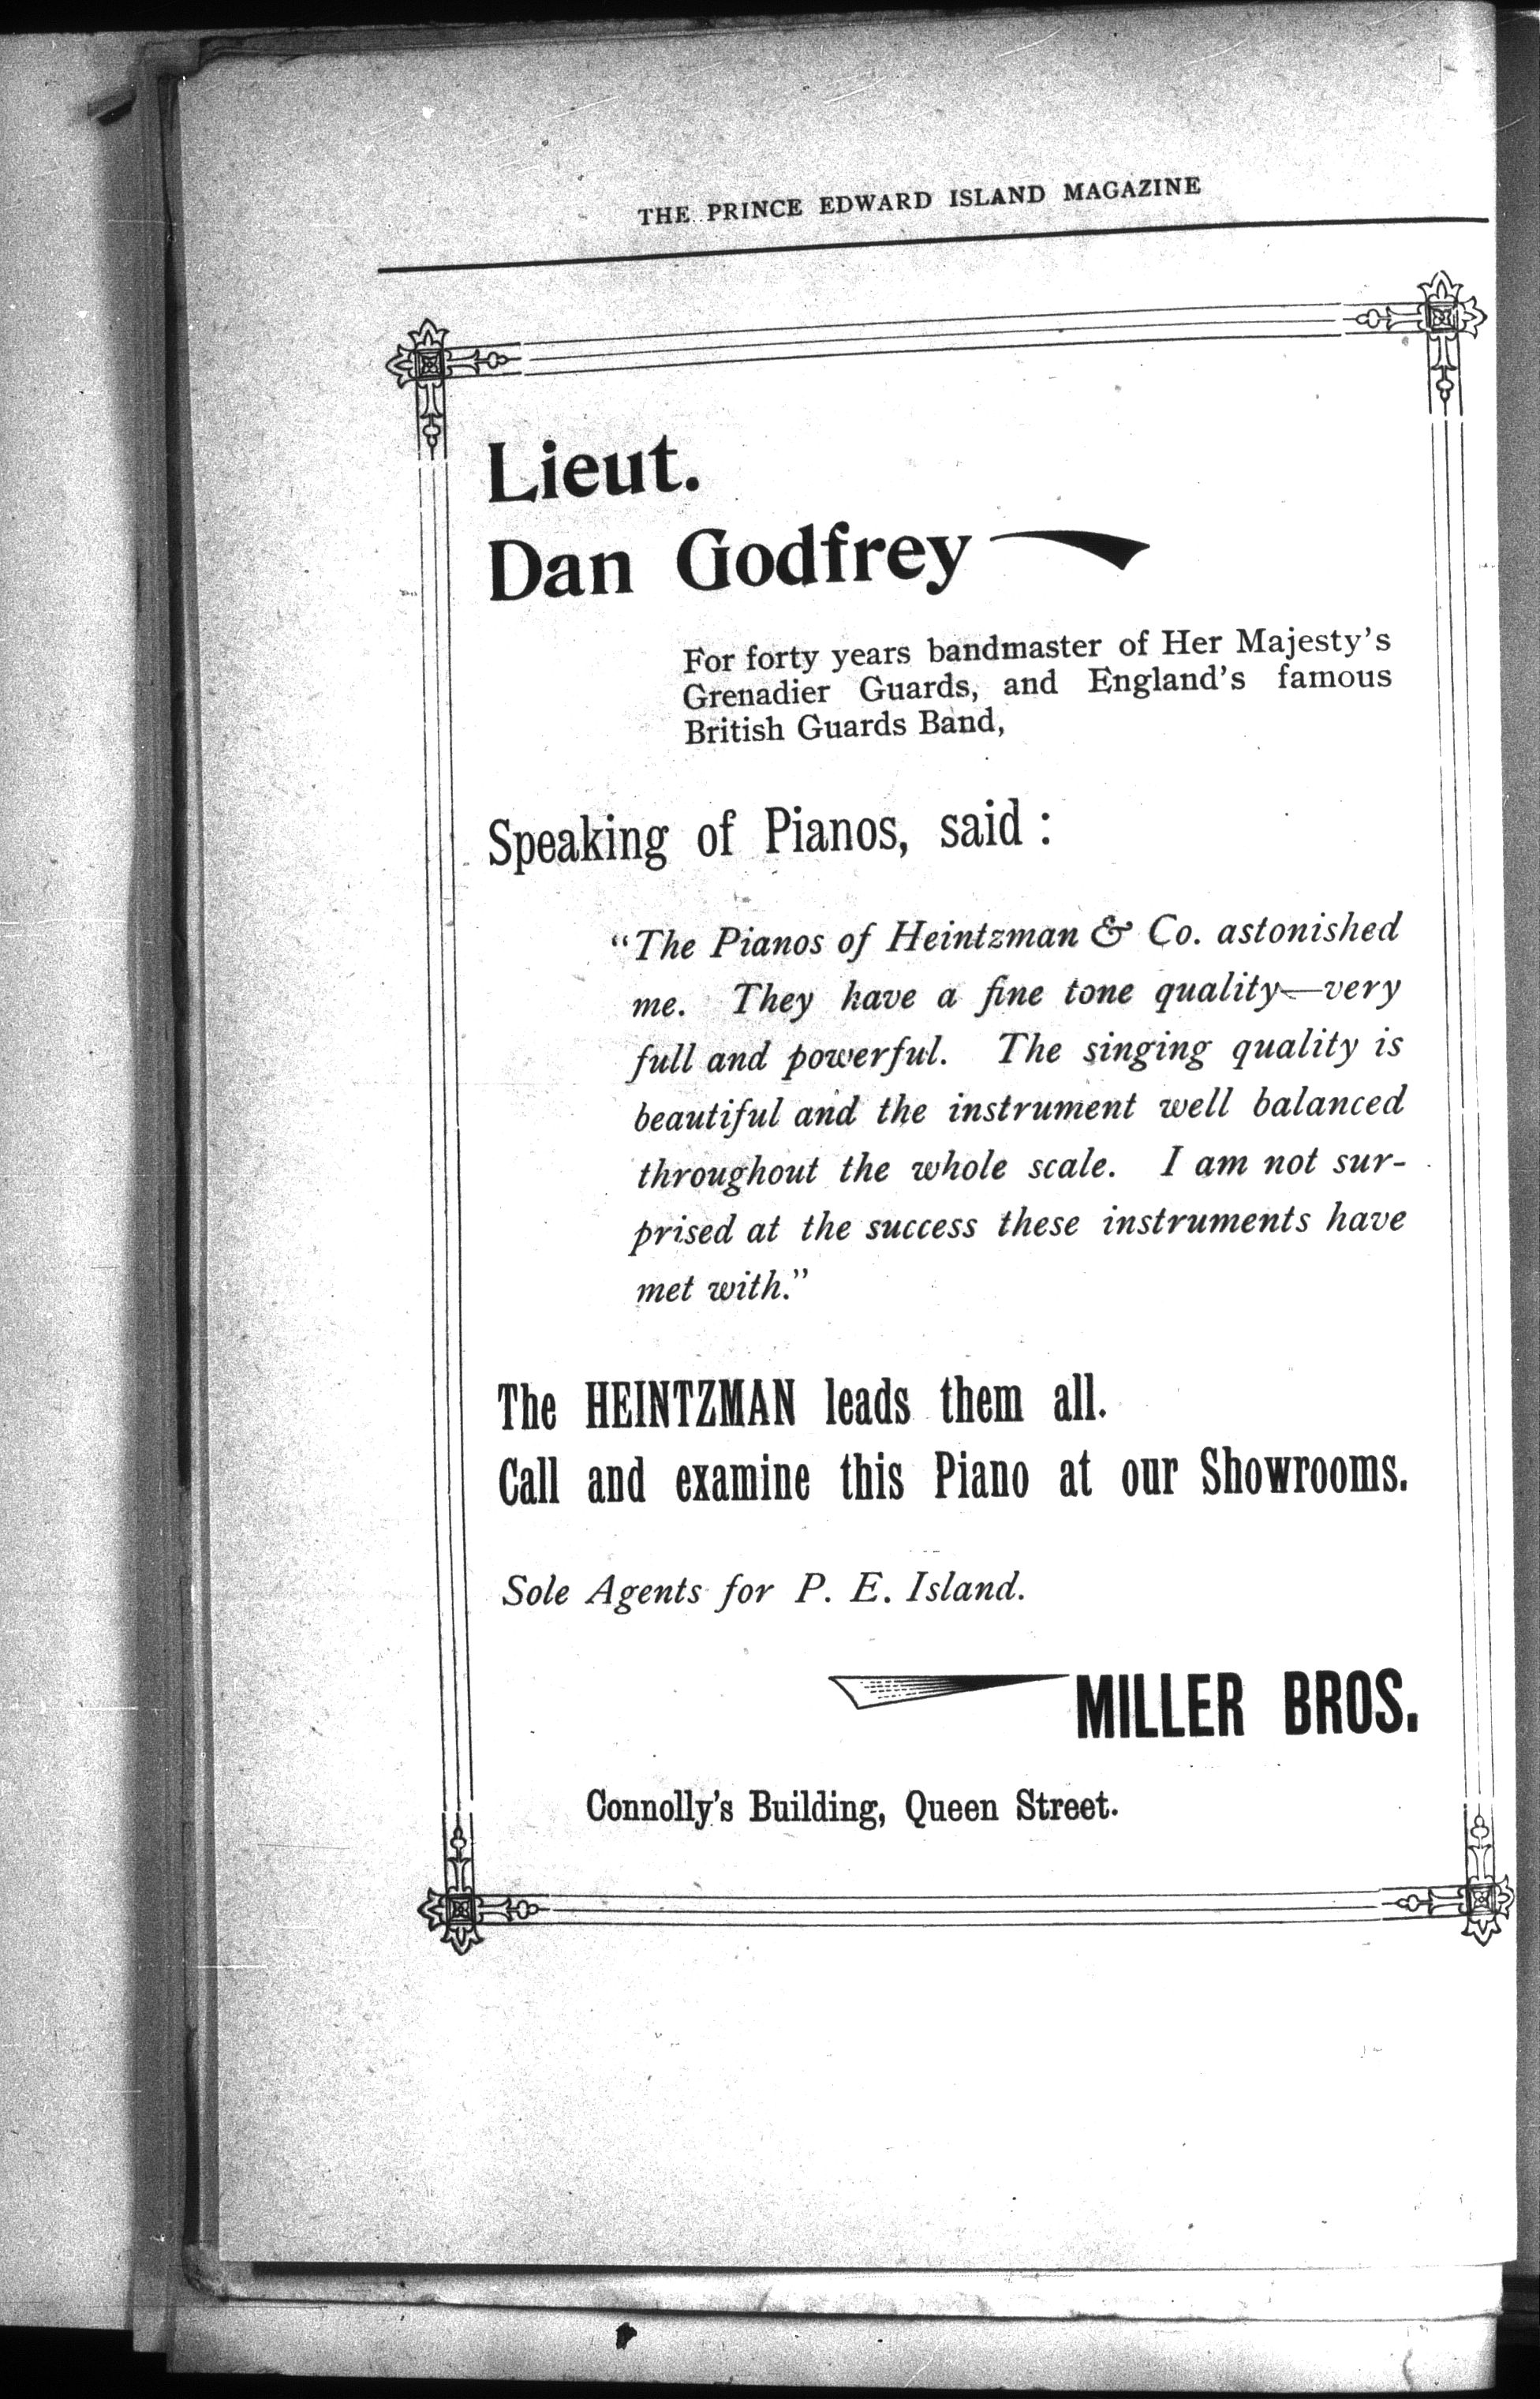 THE PRINCE EDWARD ISLAND MAGAZINE
Lieut.
Dan Godfrey
For forty years bandmaster of Her Majesty's
Grenadier Guards, and England's famous
British Guards Band,
Speaking of Pianos, said :
"The Pianos of Heintzman & Co. astonished
me. They have a fine tone quality—very
full and powerful. The singing quality is
beautiful and the instrument well balanced
throughout the whole scale. I am not sur-
prised at the success these instruments have
met with."
The HEINTZMAN leads them all.
Call and examine this Piano at our Showrooms.
Sole Agents for P. E. Island.
MILLER BROS.
Connolly's Building, Queen Street.